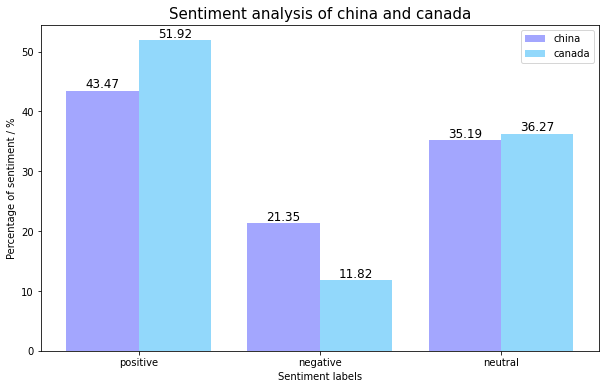 Sentiment analysis of china and canada
china
canada
Percentage of sentiment / %
50
40
30
20
10
0
43.47
51.92
21.35
11.82
35.19
36.27
positive
negative
neutral
Sentiment labels